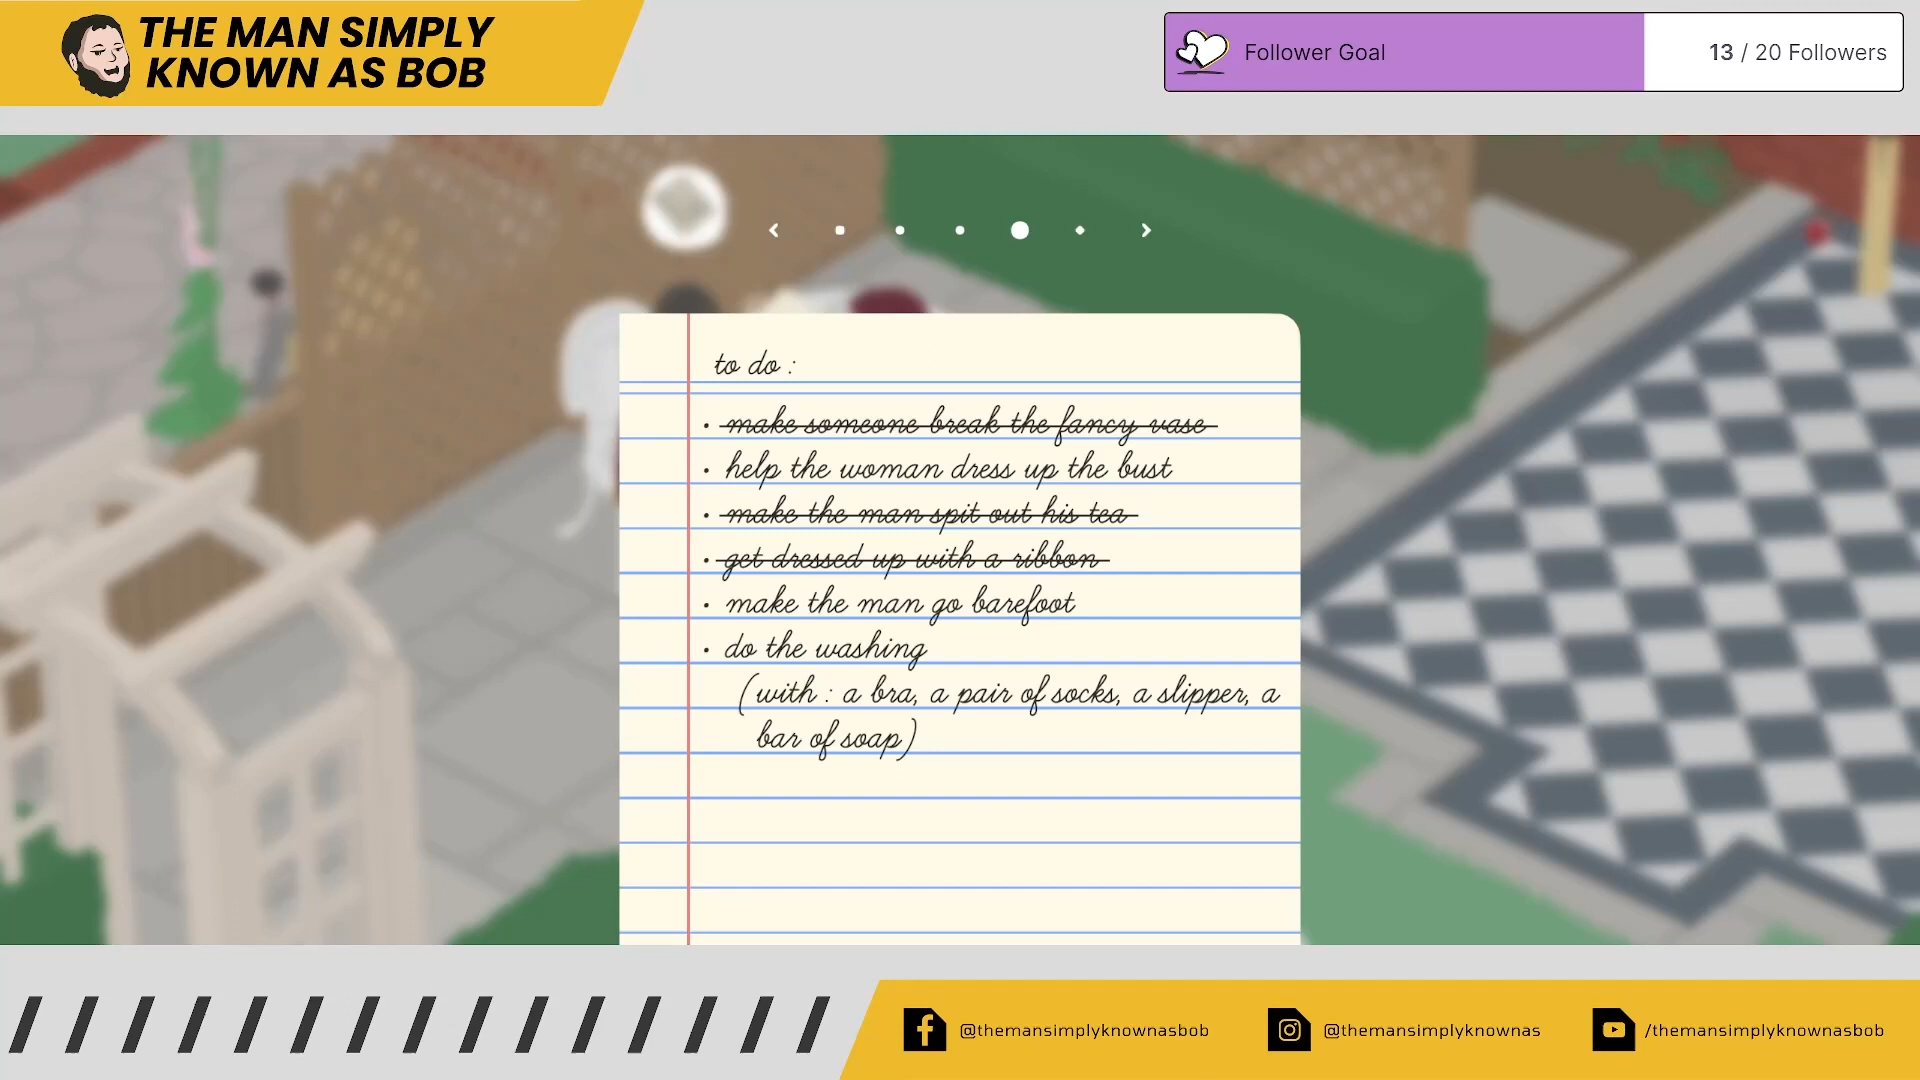 THE MAN SIMPLY
KNOWN AS BOB
Follower Goal
13 / 20 Followers
to do :
• make someone break the fancy vase
• help the woman dress up the bust
• make the man spit out his tea
• get dressed up with a ribbon
• make the man go barefoot
• do the washing
(with : a bra, a pair of socks, a slipper, a
bar of soap)
@themansimplyknownasbob
@themansimplyknownas
/themansimplyknownasbob